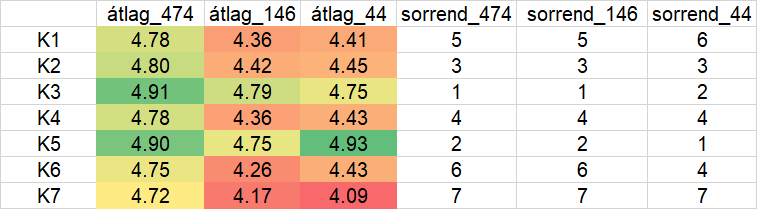 átlag_474 átlag_146 átlag_44 sorrend_474 sorrend_146 sorrend_44
K1 4.78 4.36 4.41 5 5 6
K2 4.80 4.42 4.45 3 3 3
K3 4.91 4.79 4.75 1 1 2
K4 4.78 4.36 4.43 4 4 4
K5 4.90 4.75 4.93 2 2 1
K6 4.75 4.26 4.43 6 6 4
K7 4.72 4.17 4.09 7 7 7